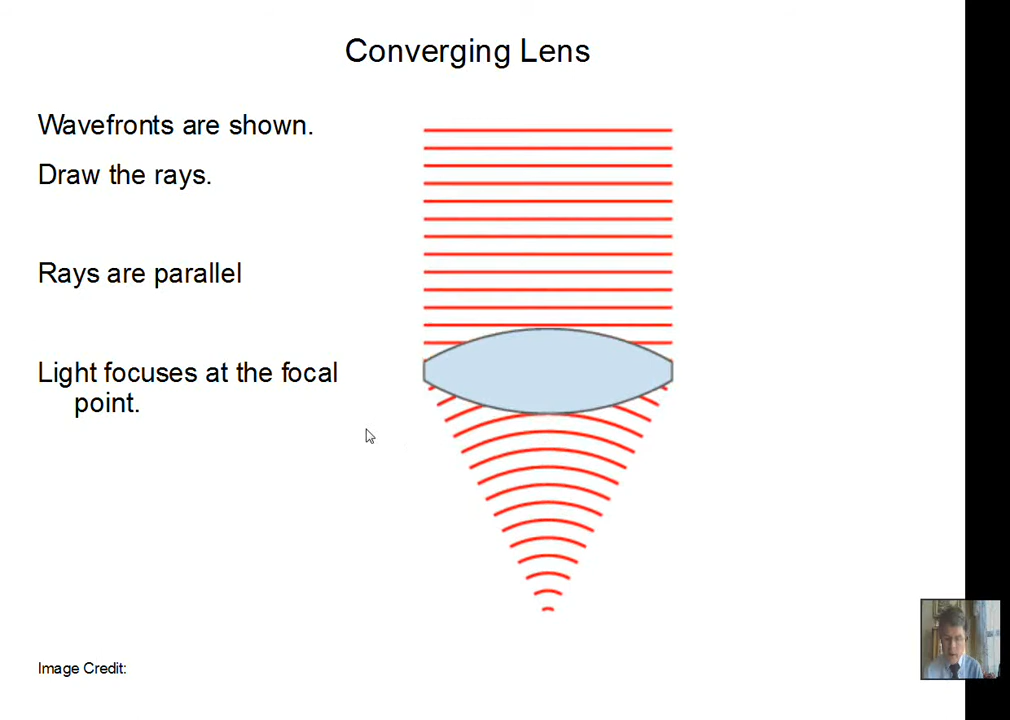 Converging Lens
Wavefronts are shown.
Draw the rays.
Rays are parallel
Light focuses at the focal
point.
Image Credit: